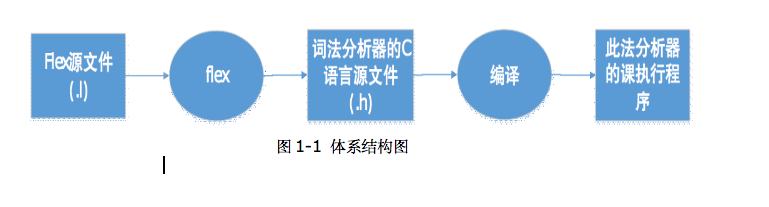 Flex源文件
(.l)
flex
词法分析器的C
语言源文件
(.h)
编译
此法分析器
的课执行程
序
图1-1 体系结构图